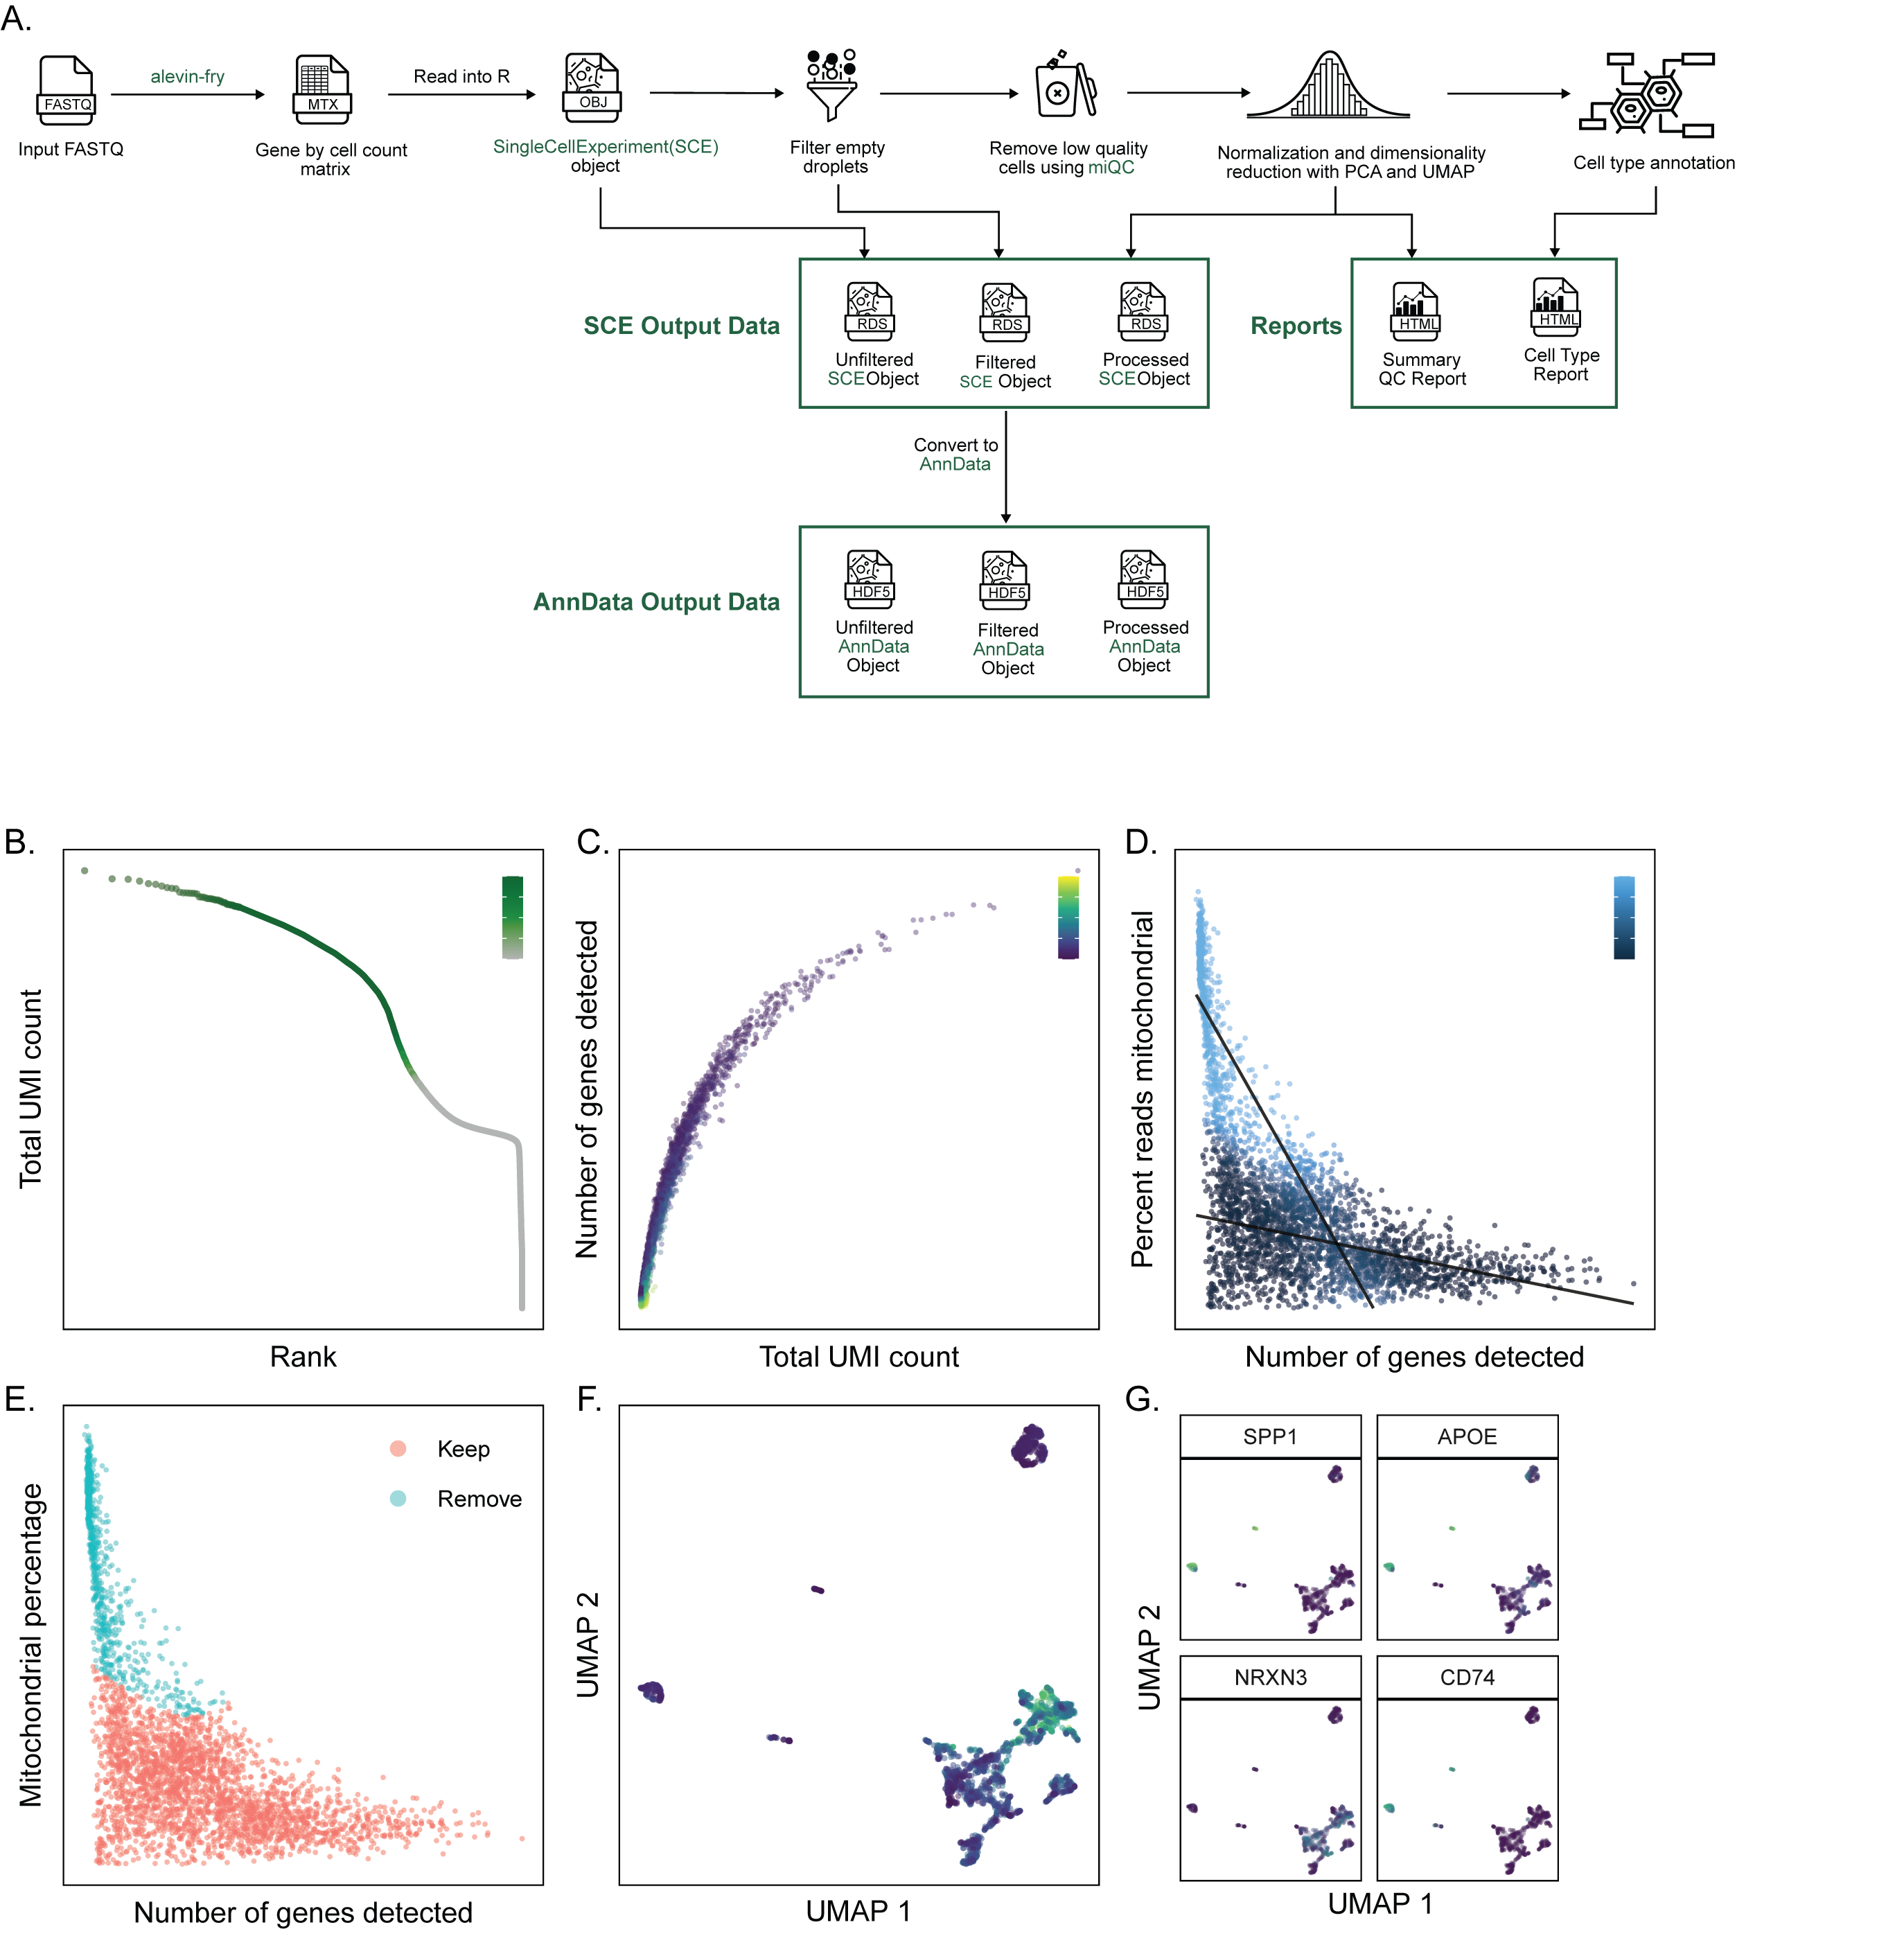 A.
FASTQ
Input FASTQ
alevin-fry
MTX
Gene by cell count
matrix
Read into R
OBJ
SingleCellExperiment(SCE)
object
Filter empty
droplets
Remove low quality
cells using miQC
Normalization and dimensionality
reduction with PCA and UMAP
Cell type annotation
SCE Output Data
RDS
Unfiltered
SCEObject
RDS
Filtered
SCE Object
RDS
Processed
SCEObject
Reports
HTML
Summary
QC Report
HTML
Cell Type
Report
Convert to
AnnData
AnnData Output Data
HDF5
Unfiltered
AnnData
Object
HDF5
Filtered
AnnData
Object
HDF5
Processed
AnnData
Object
B.
Total UMI count
Rank
C.
Number of genes detected
Total UMI count
D.
Percent reads mitochondrial
Number of genes detected
E.
Mitochondrial percentage
Keep
Remove
Number of genes detected
F.
UMAP 2
UMAP 1
G.
SPP1
APOE
NRXN3
CD74
UMAP 2
UMAP 1